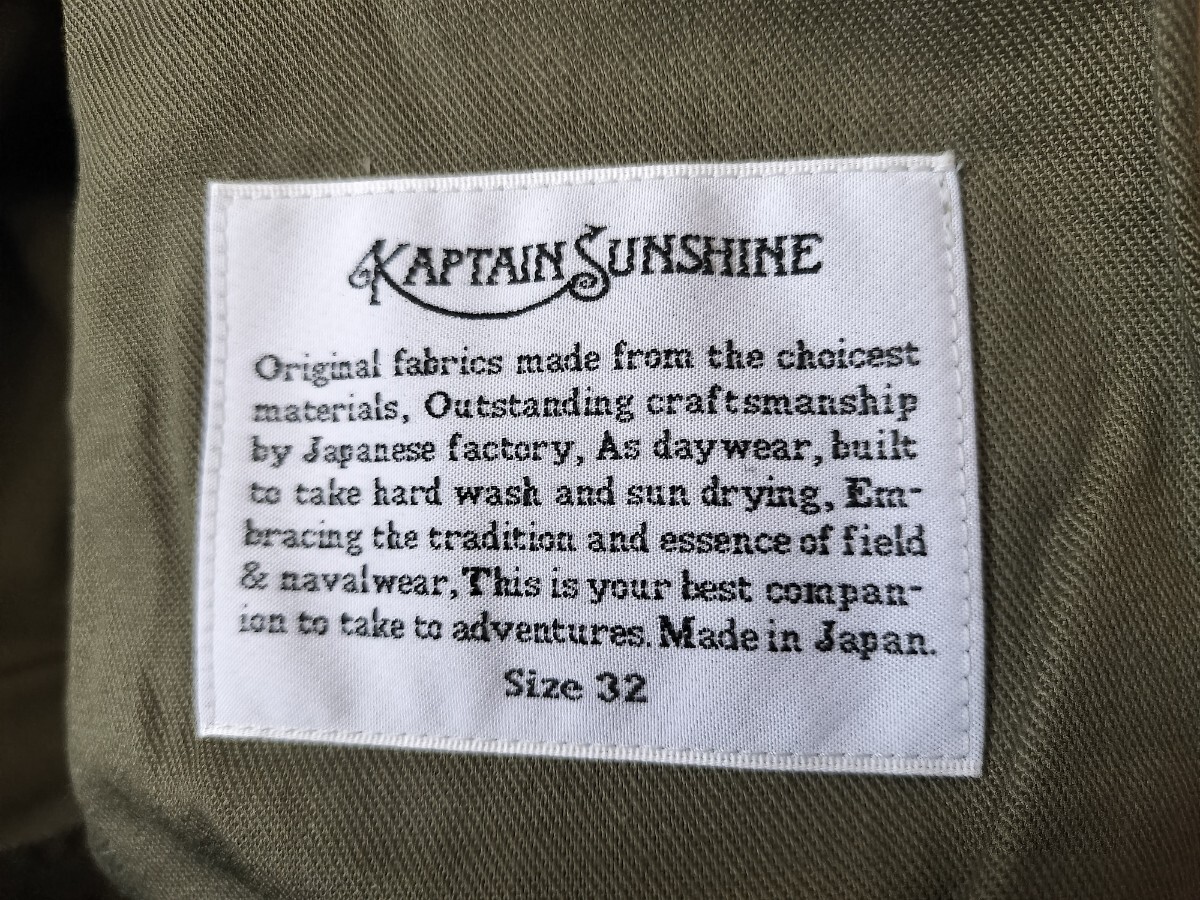 KAPTAIN SUNSHINE
Original fabrics made from the choicest
materials, Outstanding craftsmanship
by Japanese factory, As daywear, built
to take hard wash and sun drying, Em-
bracing the tradition and essence of field
& navalwear, This is your best compan-
ion to take to adventures. Made in Japan.
Size 32